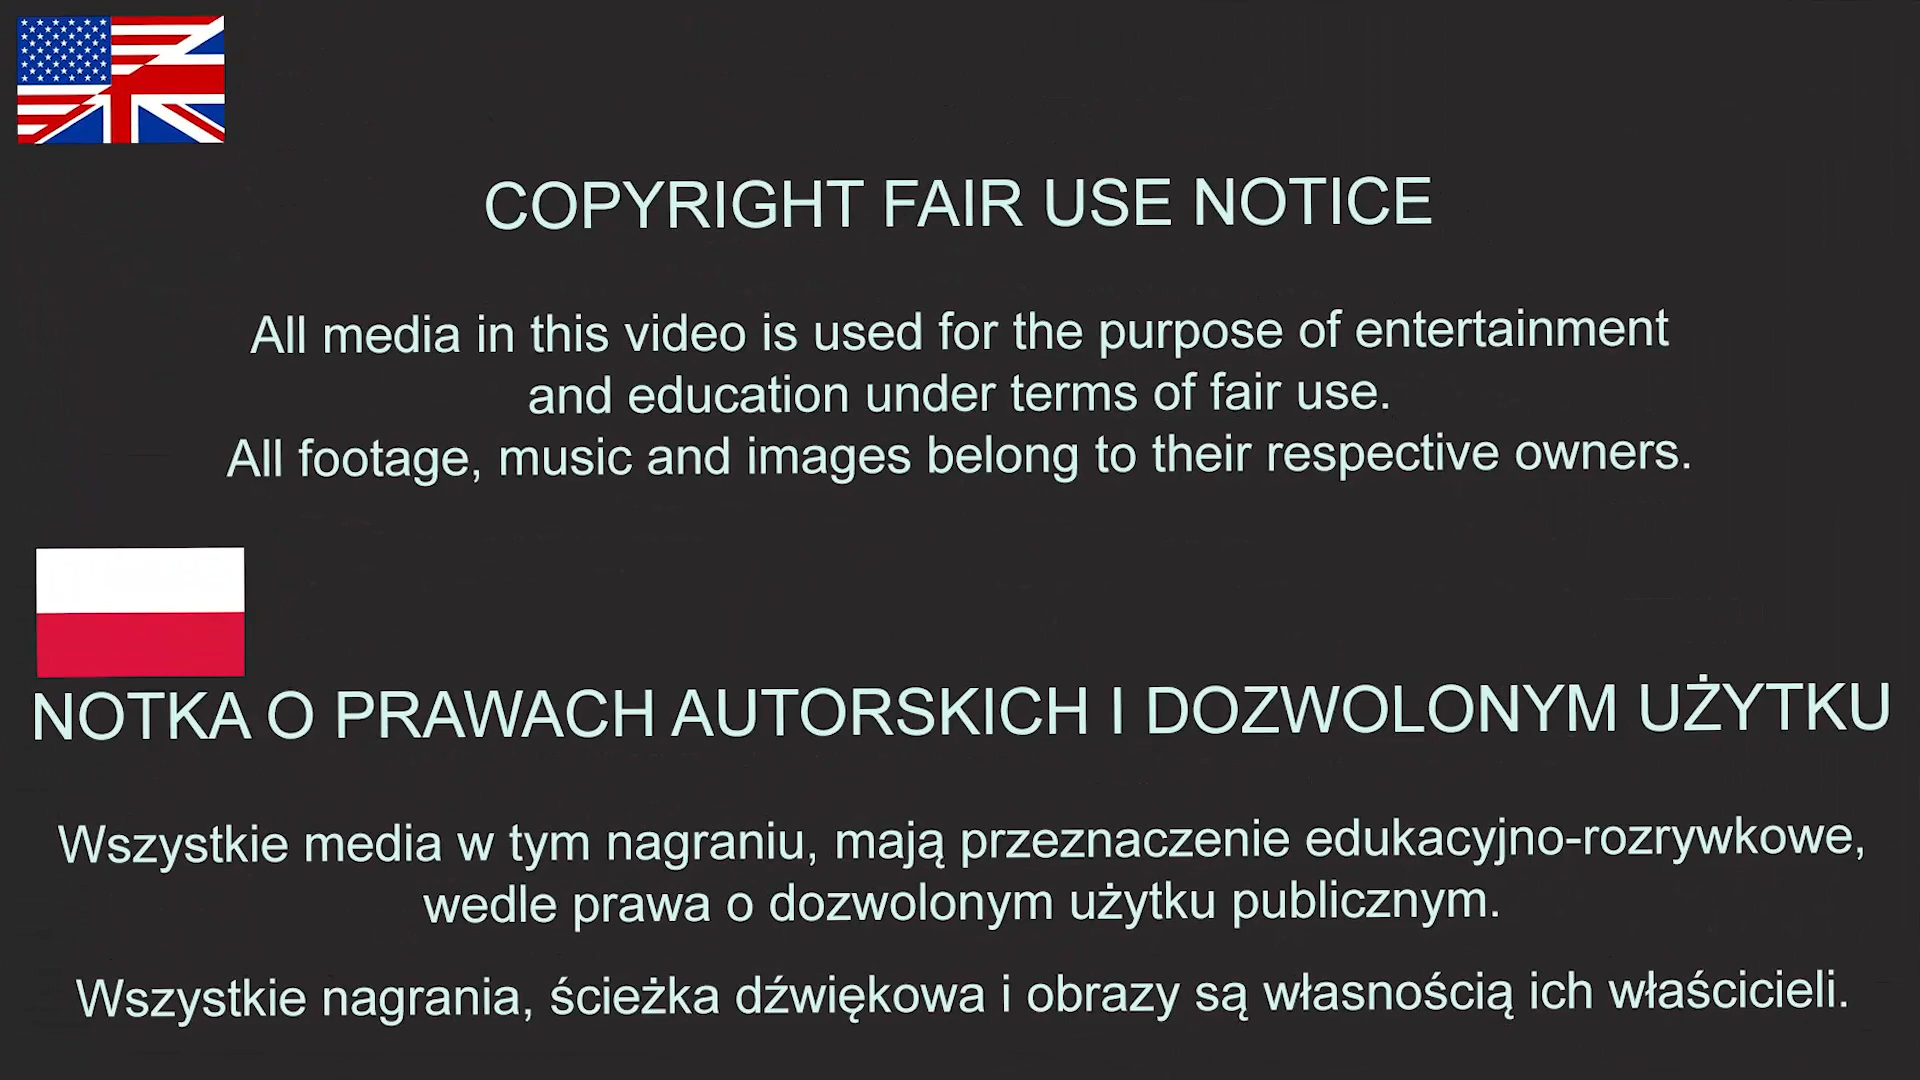 COPYRIGHT FAIR USE NOTICE
All media in this video is used for the purpose of entertainment
and education under terms of fair use.
All footage, music and images belong to their respective owners.
NOTKA O PRAWACH AUTORSKICH I DOZWOLONYM UŻYTKU
Wszystkie media w tym nagraniu, mają przeznaczenie edukacyjno-rozrywkowe,
wedle prawa o dozwolonym użytku publicznym.
Wszystkie nagrania, ścieżka dźwiękowa i obrazy są własnością ich właścicieli.